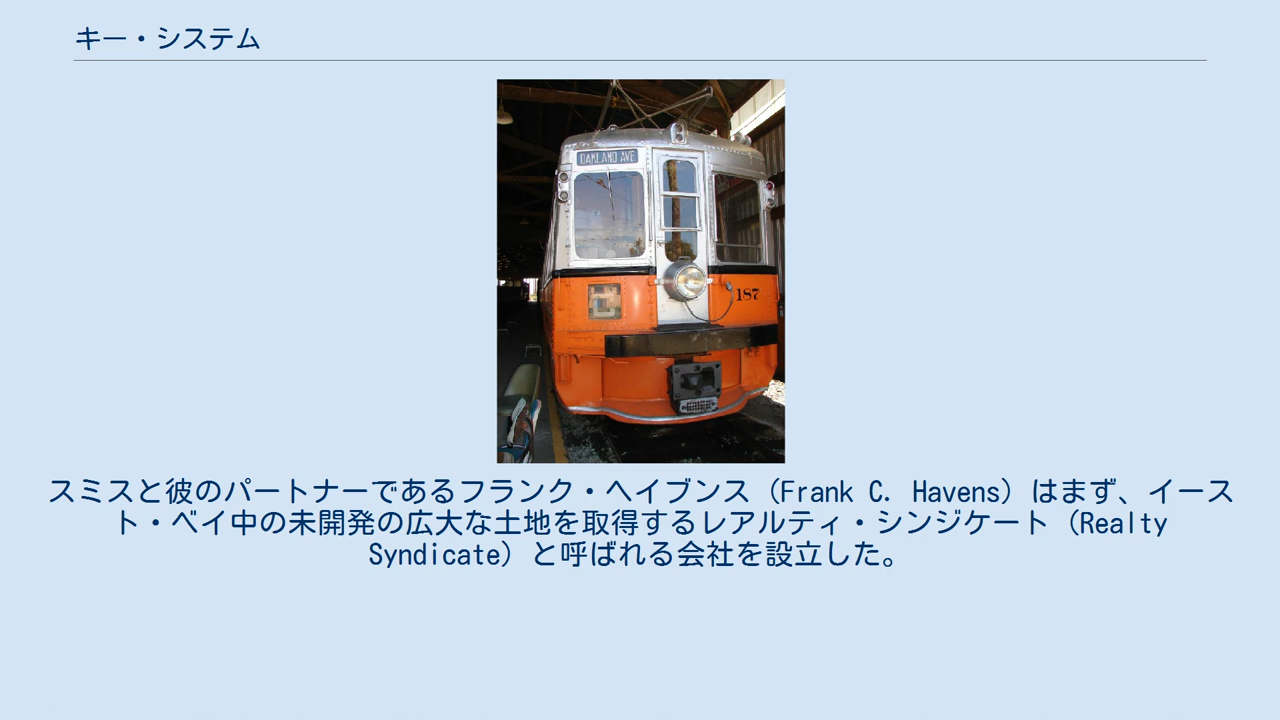 キー・システム
OAKLAND AVE
187
スミスと彼のパートナーであるフランク・ヘイブンス（Frank C. Havens）はまず、イース
ト・ベイ中の未開発の広大な土地を取得するレアルティ・シンジケート（Realty
Syndicate）と呼ばれる会社を設立した。